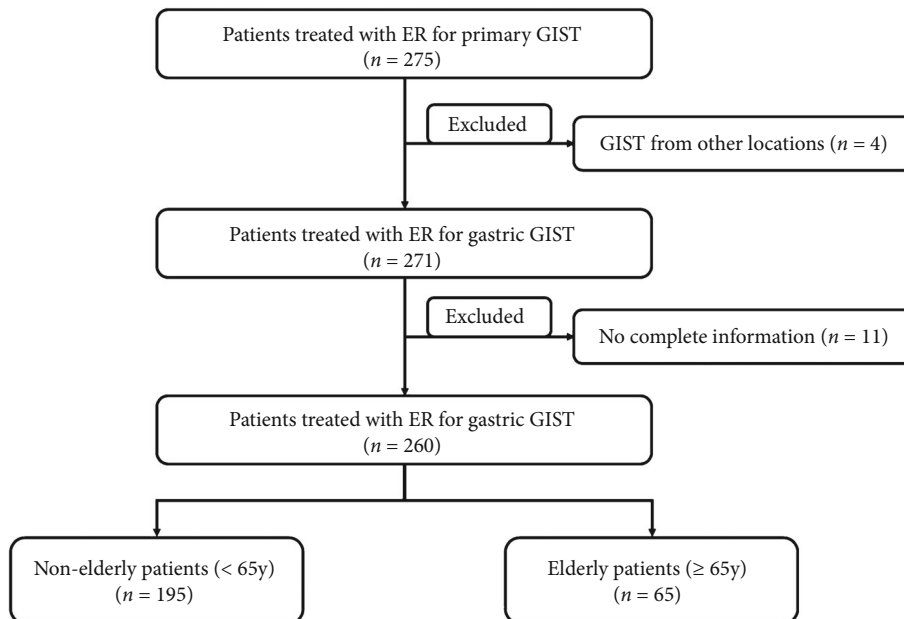 Patients treated with ER for primary GIST
(n = 275)
Excluded
GIST from other locations (n = 4)
Patients treated with ER for gastric GIST
(n = 271)
Excluded
No complete information (n = 11)
Patients treated with ER for gastric GIST
(n = 260)
Non-elderly patients (< 65y)
(n = 195)
Elderly patients (≥ 65y)
(n = 65)